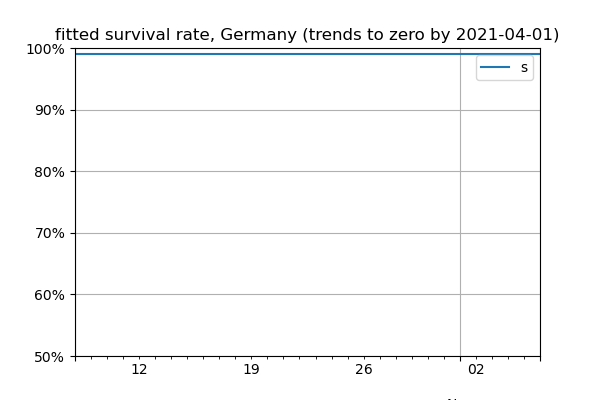 fitted survival rate, Germany (trends to zero by 2021-04-01)
100%
s
90%
80%
70%
60%
50%
12 19 26 02